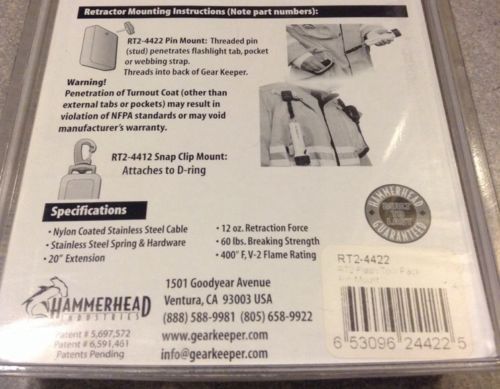 Retractor Mounting Instructions (Note part numbers):
RT2-4422 Pin Mount: Threaded pin
(stud) penetrates flashlight tab, pocket
or webbing strap.
Threads into back of Gear Keeper.
Warning!
Penetration of Turnout Coat (other than
external tabs or pockets) may result in
violation of NFPA standards or may void
manufacturer's warranty.
RT2-4412 Snap Clip Mount:
Attaches to D-ring
Specifications
• Nylon Coated Stainless Steel Cable
• Stainless Steel Spring & Hardware
• 20" Extension
• 12 oz. Retraction Force
• 60 lbs. Breaking Strength
• 400° F, V-2 Flame Rating
HAMMERHEAD
GUARANTEED
HAMMERHEAD
INDUSTRIES
Patent # 5,697,572
Patent # 6,591,461
Patents Pending
1501 Goodyear Avenue
Ventura, CA 93003 USA
(888) 588-9981 (805) 658-9922
www.gearkeeper.com
info@gearkeeper.com
RT2-4422
6 53096 24422 5